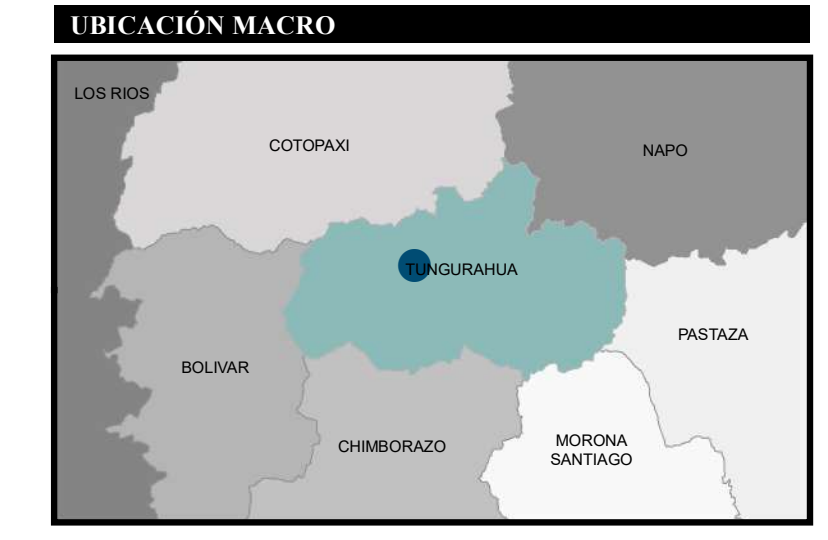 UBICACIÓN MACRO
LOS RIOS
COTOPAXI
NAPO
TUNGURAHUA
PASTAZA
BOLIVAR
CHIMBORAZO
MORONA
SANTIAGO